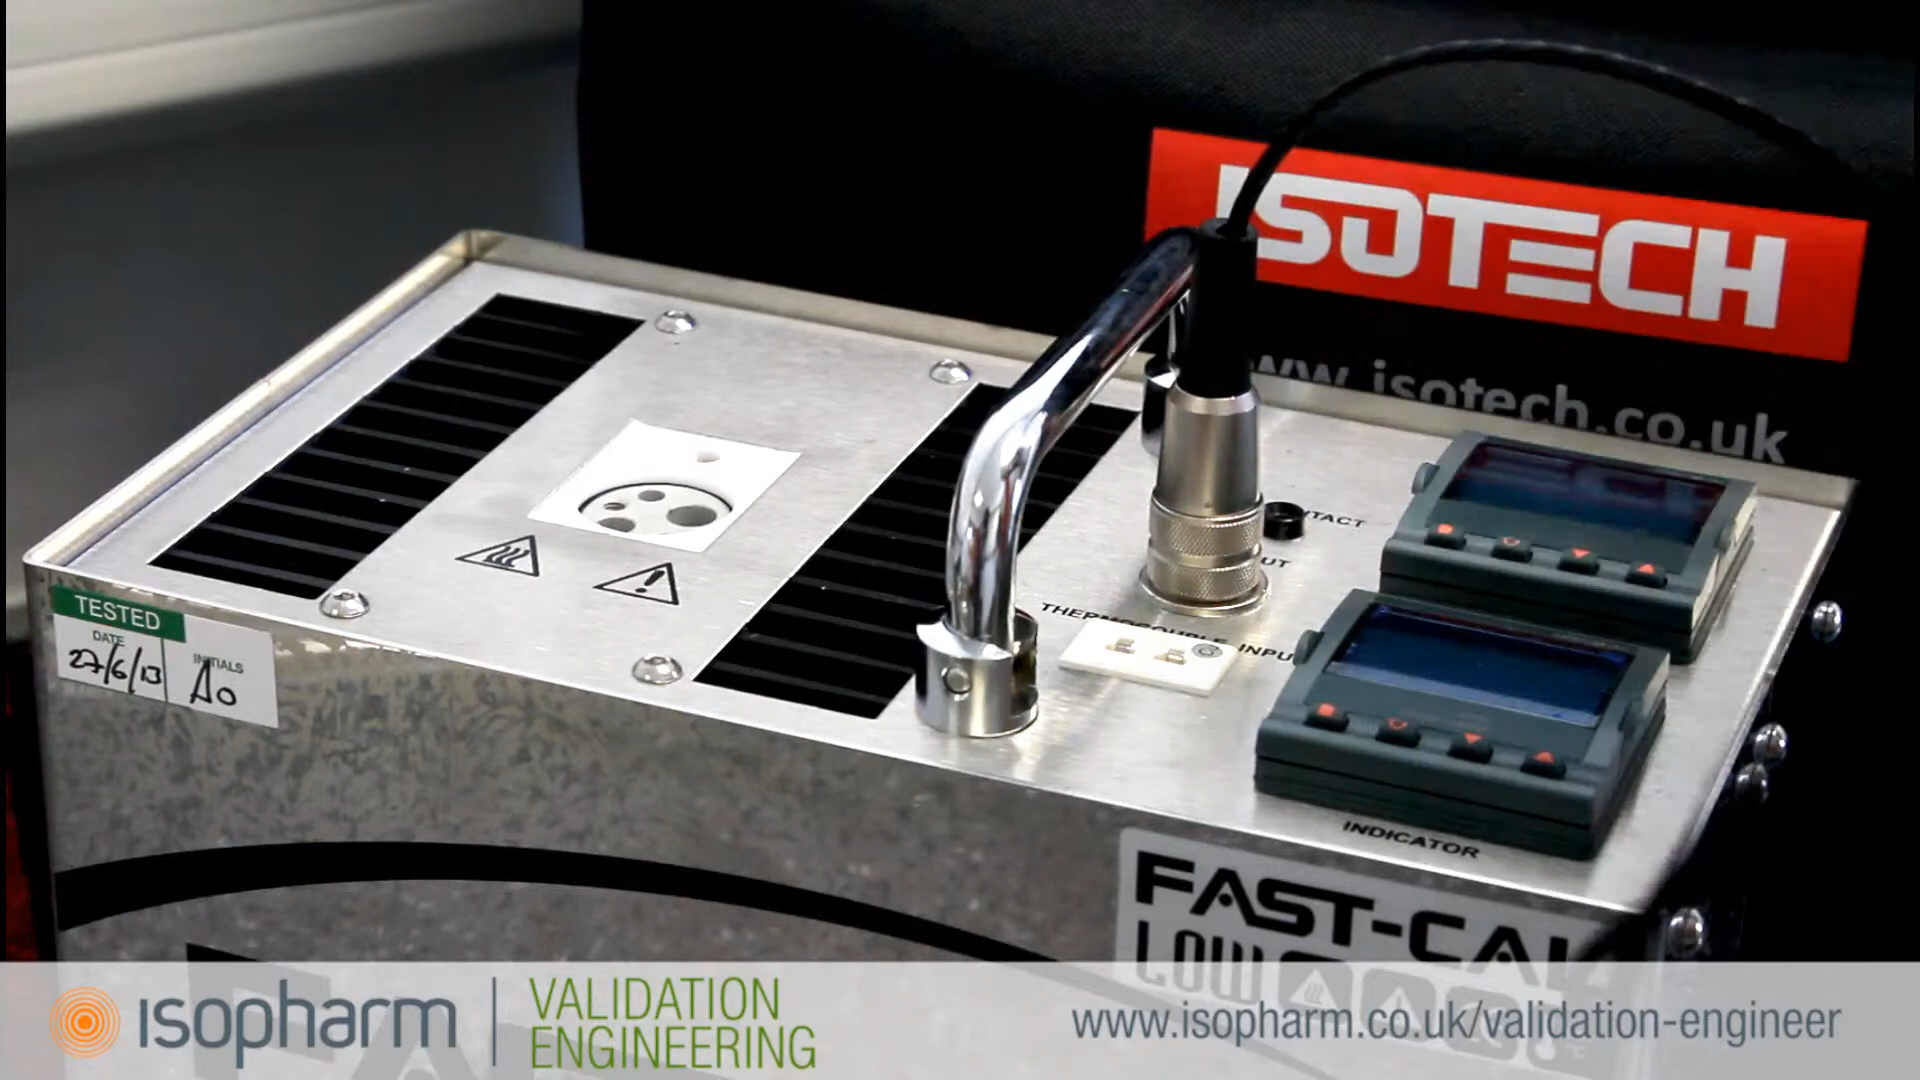 ISOTECH
www.isotech.co.uk
THERMOCOUPLE INPUT
INDICATOR
TESTED
DATE
INITIALS
27/6/13
AO
FAST-CAL
LOW
isopharm
VALIDATION
ENGINEERING
www.isopharm.co.uk/validation-engineer